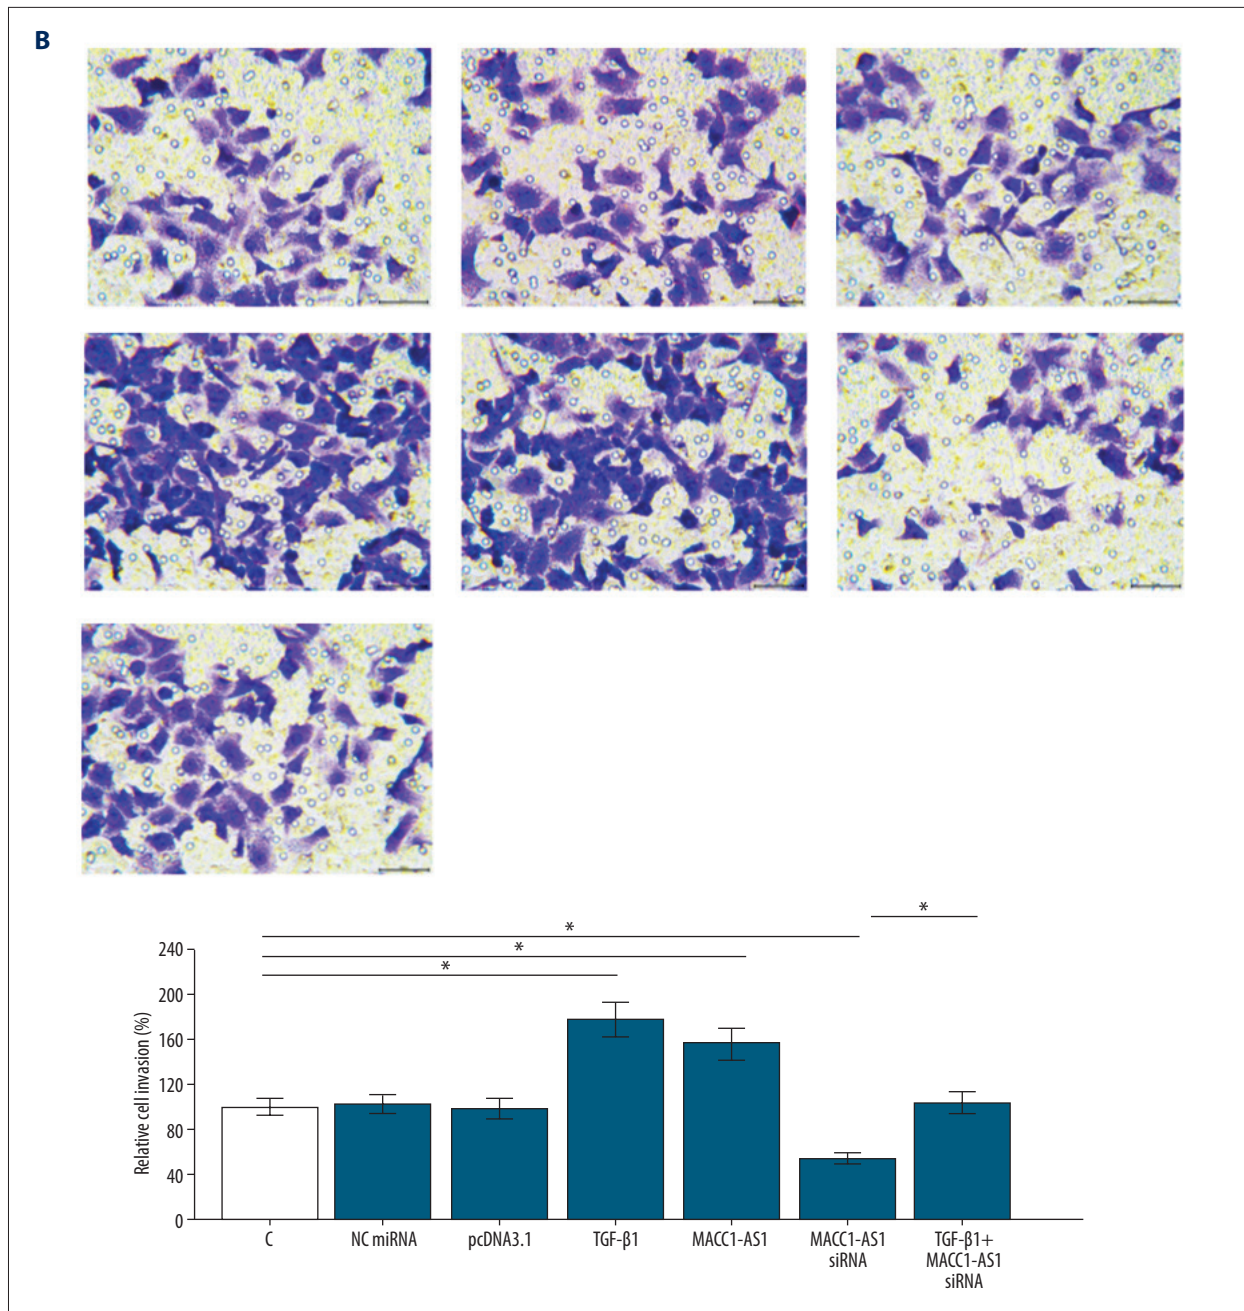 B
*
*
*
*
240
200
160
120
80
40
0
Relative cell invasion (%)
C
NC miRNA
pcDNA3.1
TGF-β1
MACC1-AS1
MACC1-AS1
siRNA
TGF-β1+
MACC1-AS1
siRNA